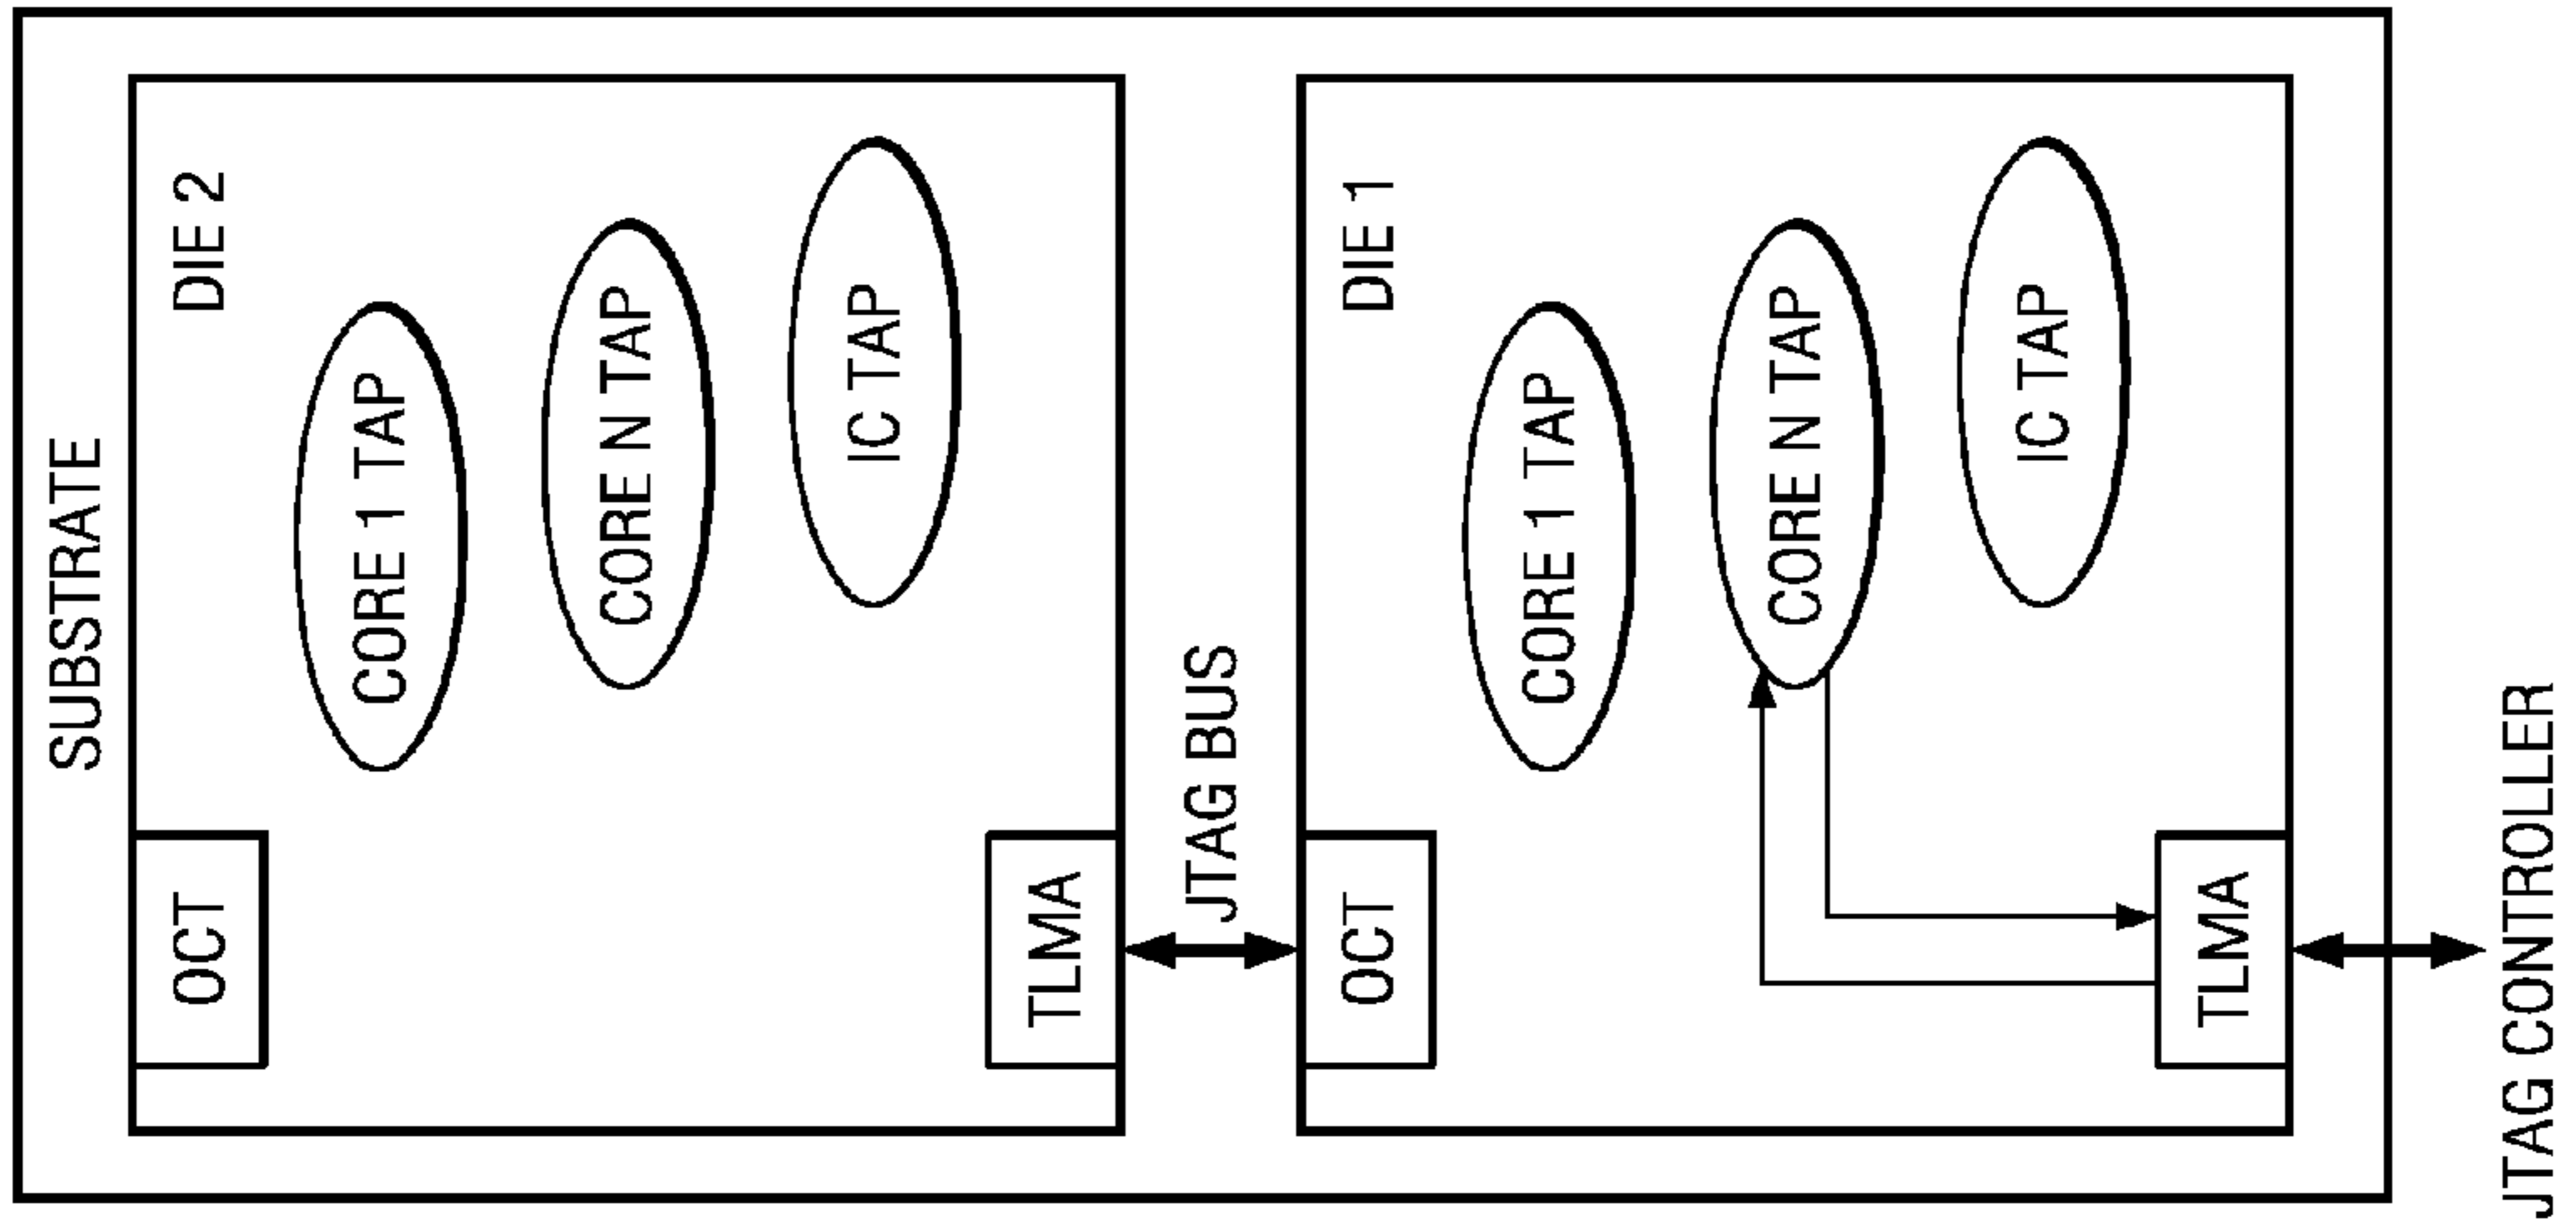 SUBSTRATE
DIE 2
OCT
CORE 1 TAP
CORE N TAP
IC TAP
TLMA
JTAG BUS
DIE 1
OCT
CORE 1 TAP
CORE N TAP
IC TAP
TLMA
JTAG CONTROLLER